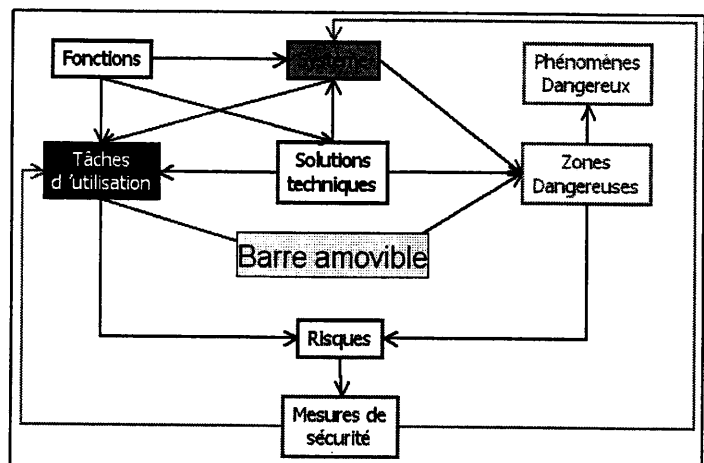 Fonctions
Phénomènes
Dangereux
Tâches
d 'utilisation
Solutions
techniques
Zones
Dangereuses
Barre amovible
Risques
Mesures de
sécurité